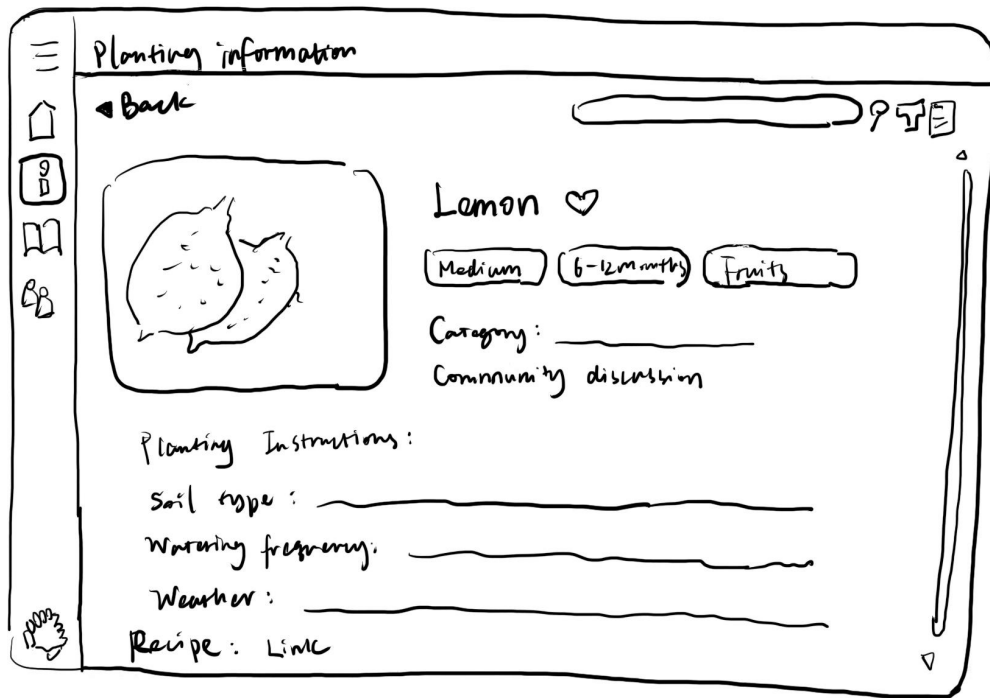 Planting information
◀ Back
Lemon ♡
Medium
6-12 months
Fruits
Category:
Community discussion
Planting Instructions:
Soil type:
Watering frequency:
Weather:
Recipe: Link